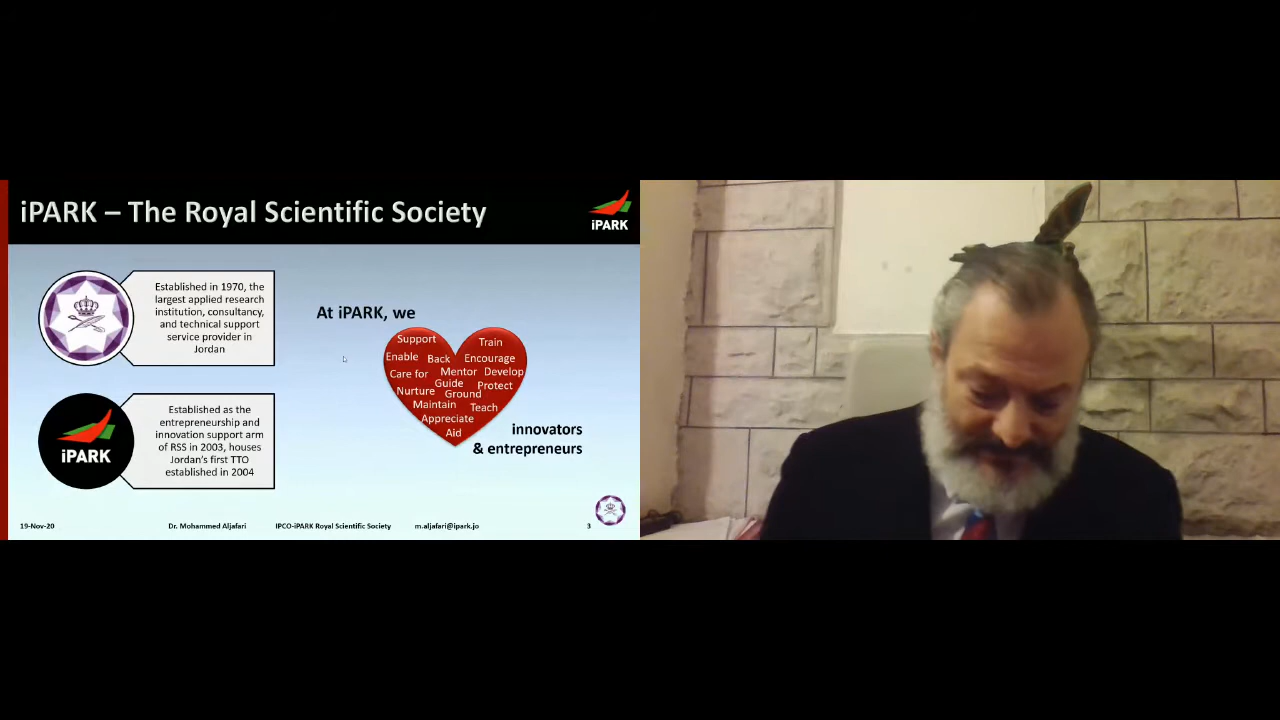 iPARK – The Royal Scientific Society
iPARK
Established in 1970, the
largest applied research
institution, consultancy,
and technical support
service provider in
Jordan
iPARK
Established as the
entrepreneurship and
innovation support arm
of RSS in 2003, houses
Jordan's first TTO
established in 2004
At iPARK, we
Support Train
Enable Back Encourage
Care for Mentor Develop
Guide Protect
Nurture Ground
Maintain Teach
Appreciate
Aid
innovators
& entrepreneurs
19-Nov-20 Dr. Mohammed Aljafari IPCO-iPARK Royal Scientific Society m.aljafari@ipark.jo 3